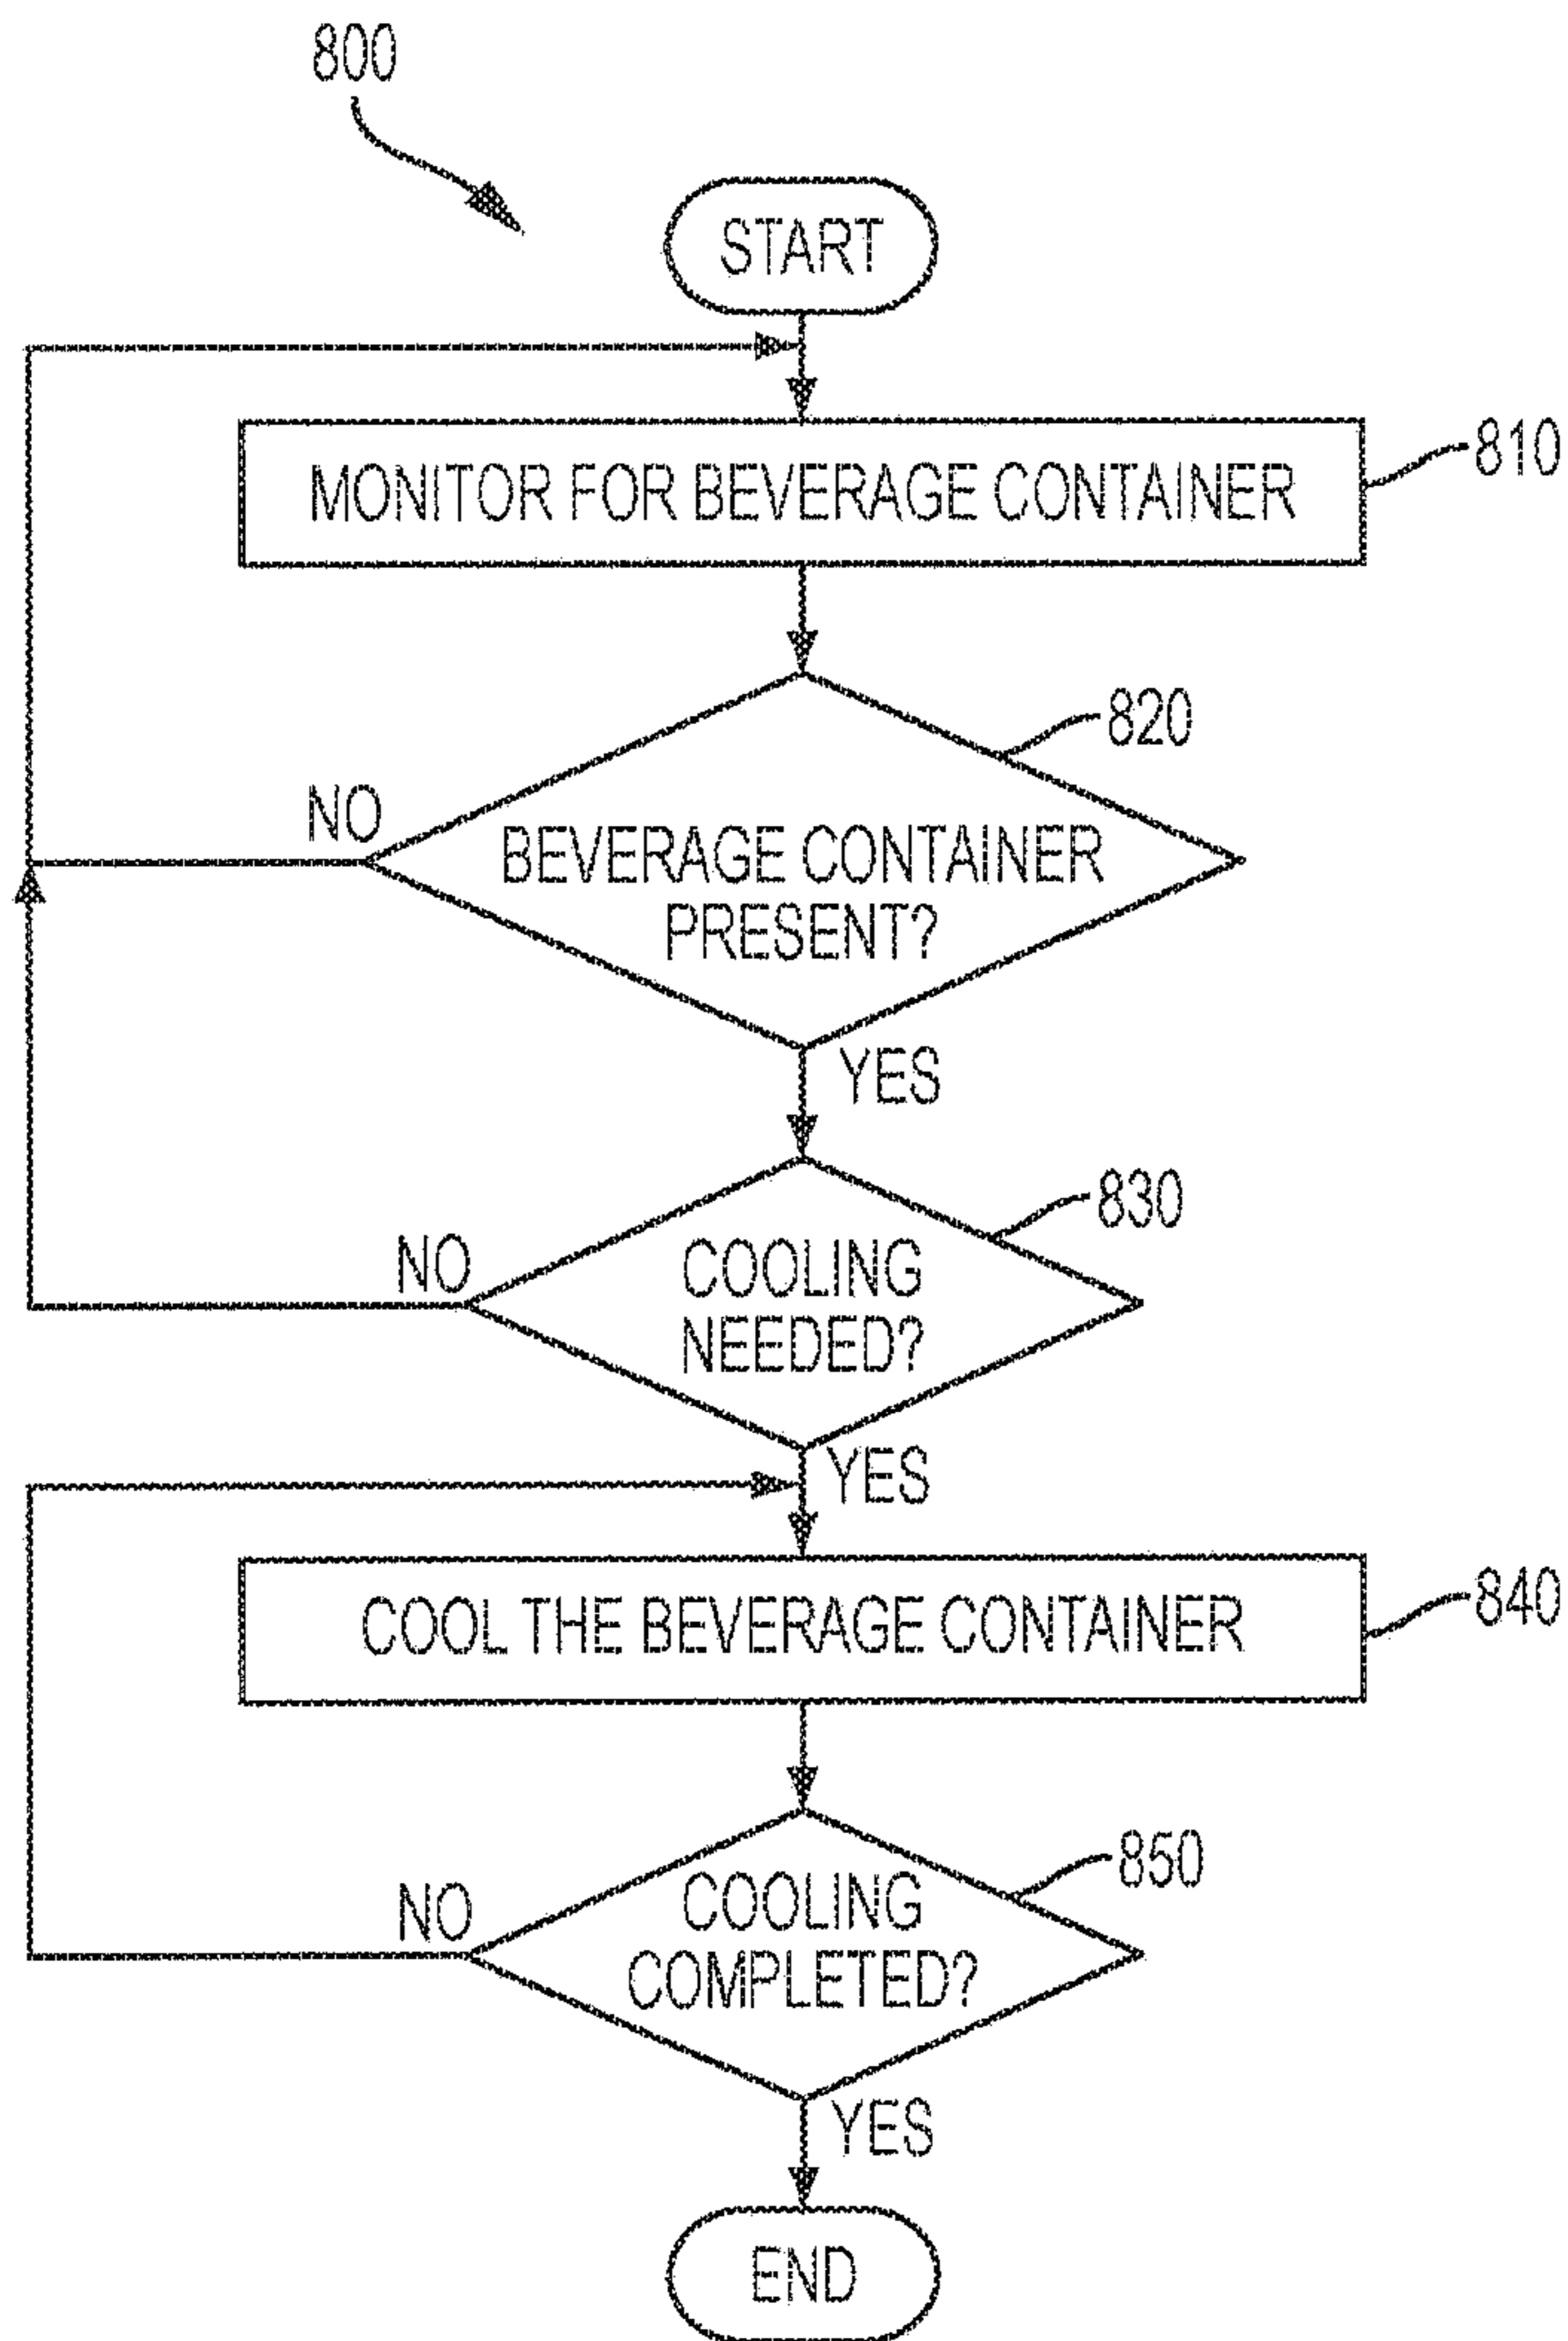 800
START
MONITOR FOR BEVERAGE CONTAINER
810
820
NO
BEVERAGE CONTAINER
PRESENT?
YES
830
NO
COOLING
NEEDED?
YES
COOL THE BEVERAGE CONTAINER
840
850
NO
COOLING
COMPLETED?
YES
END